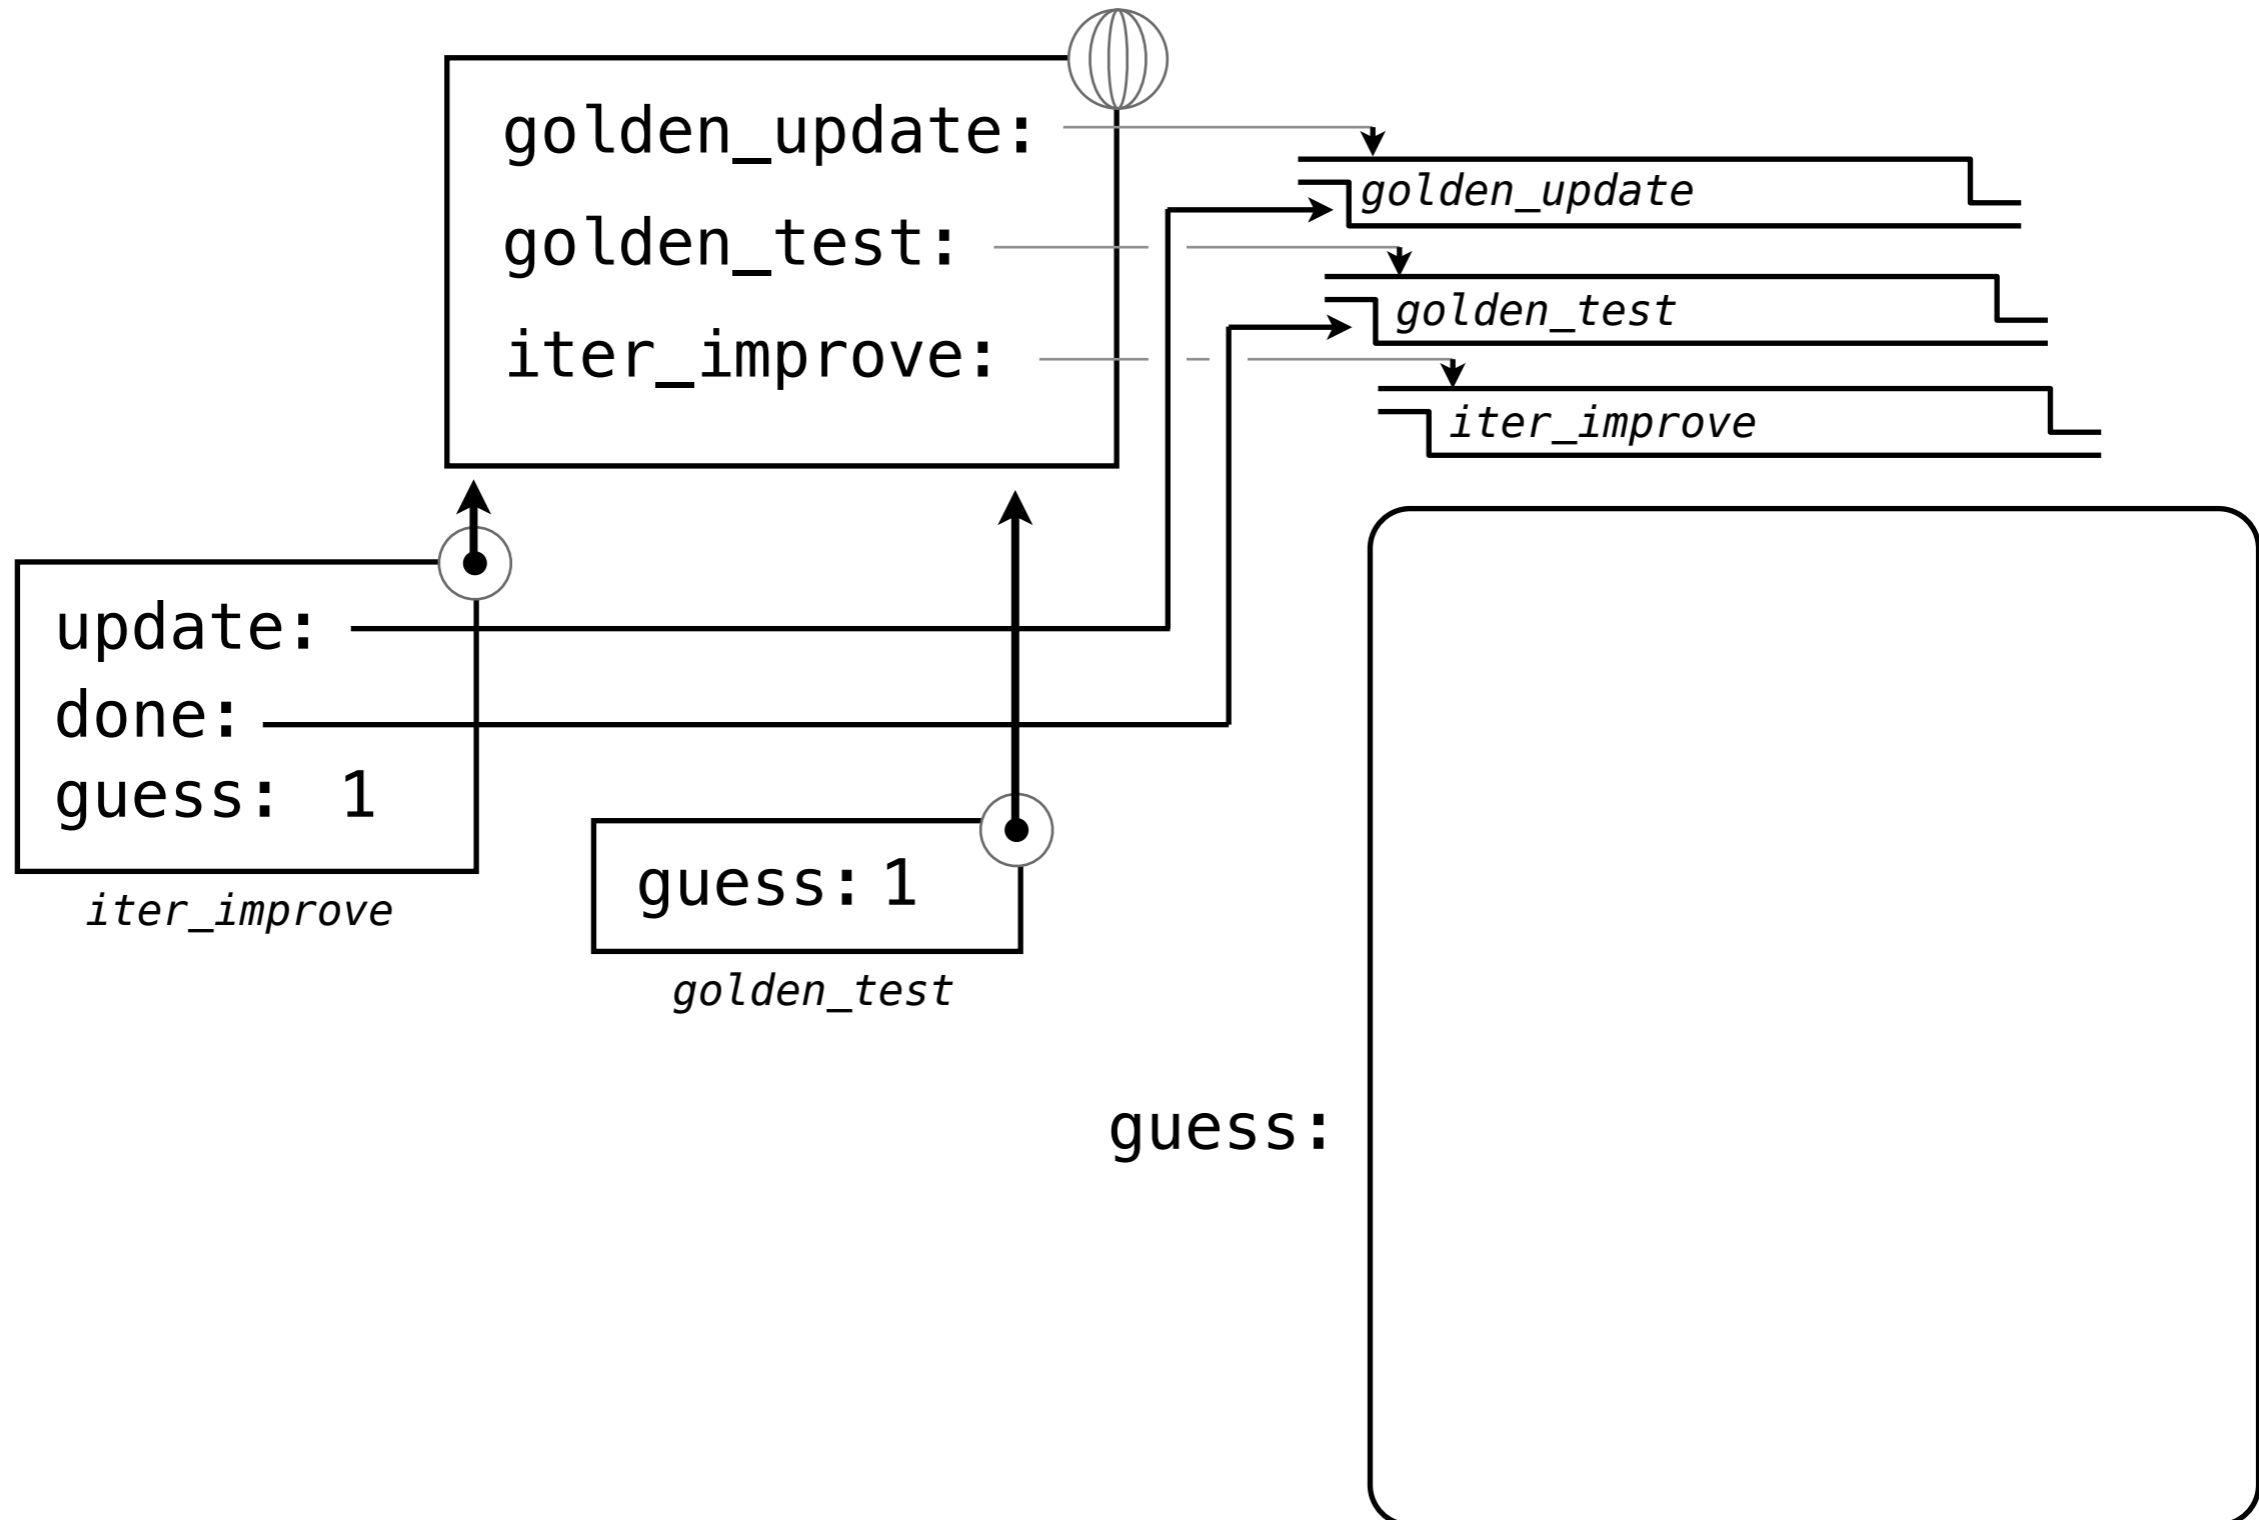 golden_update:
golden_update
golden_test:
golden_test
iter_improve:
iter_improve
update:
done:
guess: 1
iter_improve
guess: 1
golden_test
guess: